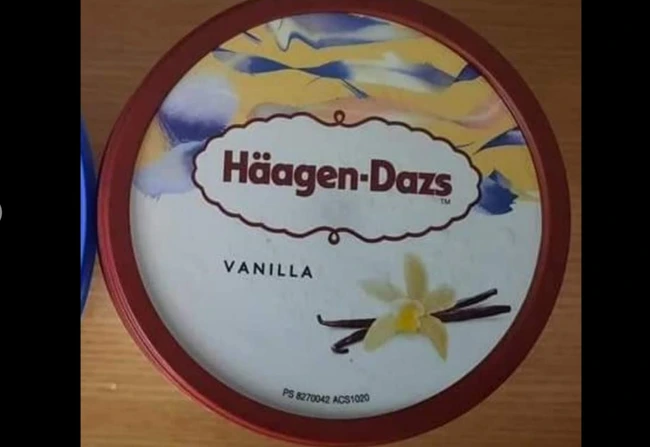 Häagen-Dazs
TM
VANILLA
PS 8270042 ACS1020